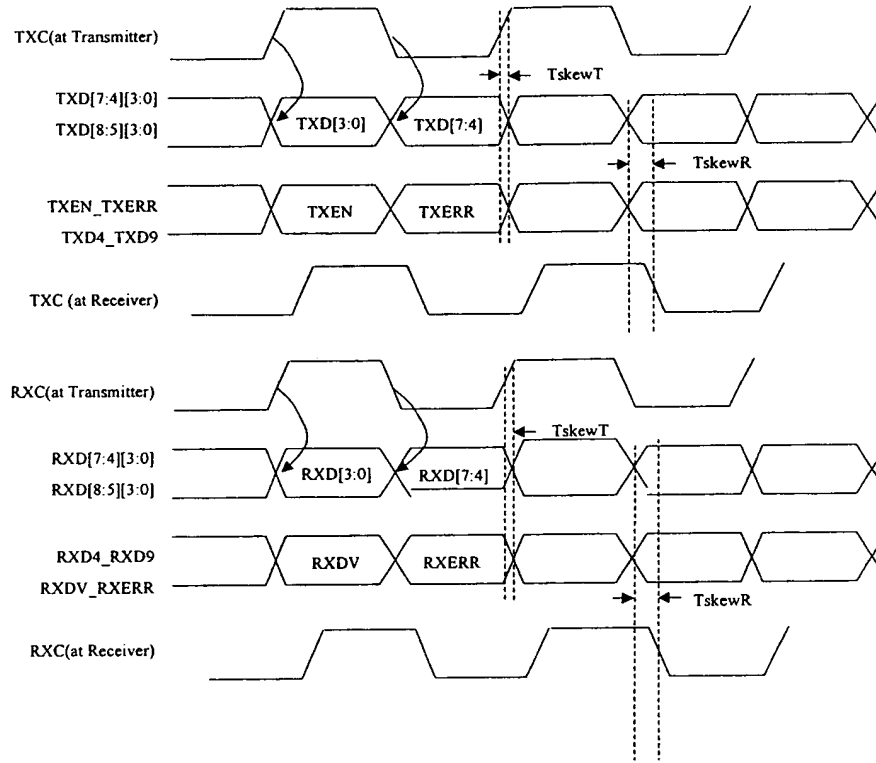 TXC(at Transmitter)
TskewT
TXD[7:4][3:0]
TXD[8:5][3:0]
TXD[3:0]
TXD[7:4]
TskewR
TXEN_TXERR
TXD4_TXD9
TXEN
TXERR
TXC (at Receiver)
RXC(at Transmitter)
TskewT
RXD[7:4][3:0]
RXD[8:5][3:0]
RXD[3:0]
RXD[7:4]
RXD4_RXD9
RXDV_RXERR
RXDV
RXERR
TskewR
RXC(at Receiver)